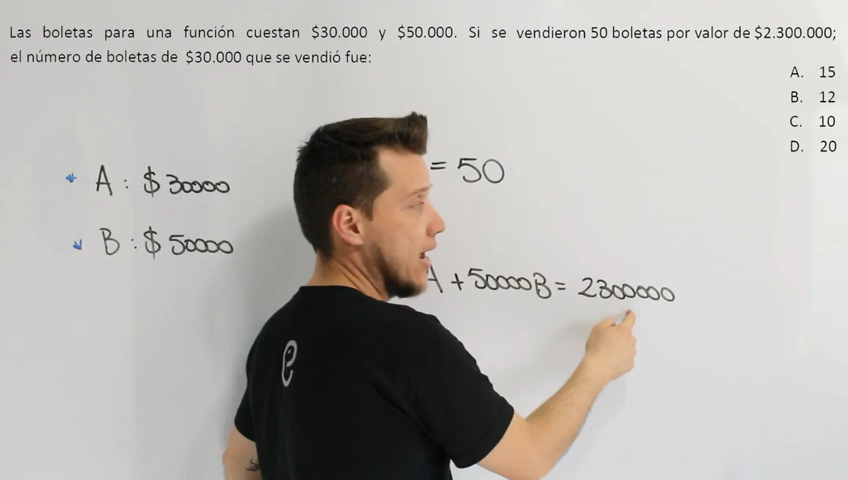 Las boletas para una función cuestan $30.000 y $50.000. Si se vendieron 50 boletas por valor de $2.300.000;
el número de boletas de $30.000 que se vendió fue:
A. 15
B. 12
C. 10
D. 20
A : $ 30000
= 50
B : $ 50000
A + 50000B = 2300000
e